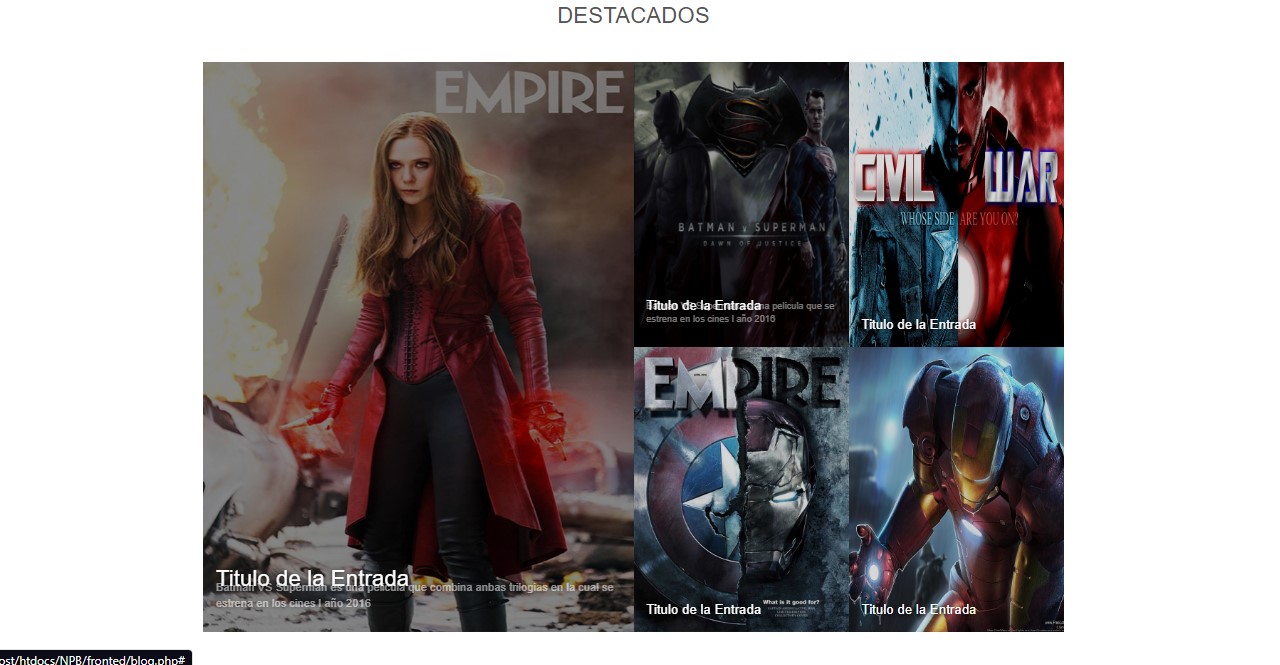 DESTACADOS
EMPIRE
Titulo de la Entrada
Batman VS Superman es una pelicula que combina anbas trilogias en la cual se
estrena en los cines l año 2016
BATMAN v SUPERMAN
DAWN OF JUSTICE
Titulo de la Entrada
una pelicula que se
estrena en los cines l año 2016
CIVIL WAR
WHOSE SIDE ARE YOU ON?
Titulo de la Entrada
EMPIRE
What is it good for?
Titulo de la Entrada
Titulo de la Entrada
ost/htdocs/NPB/fronted/blog.php#